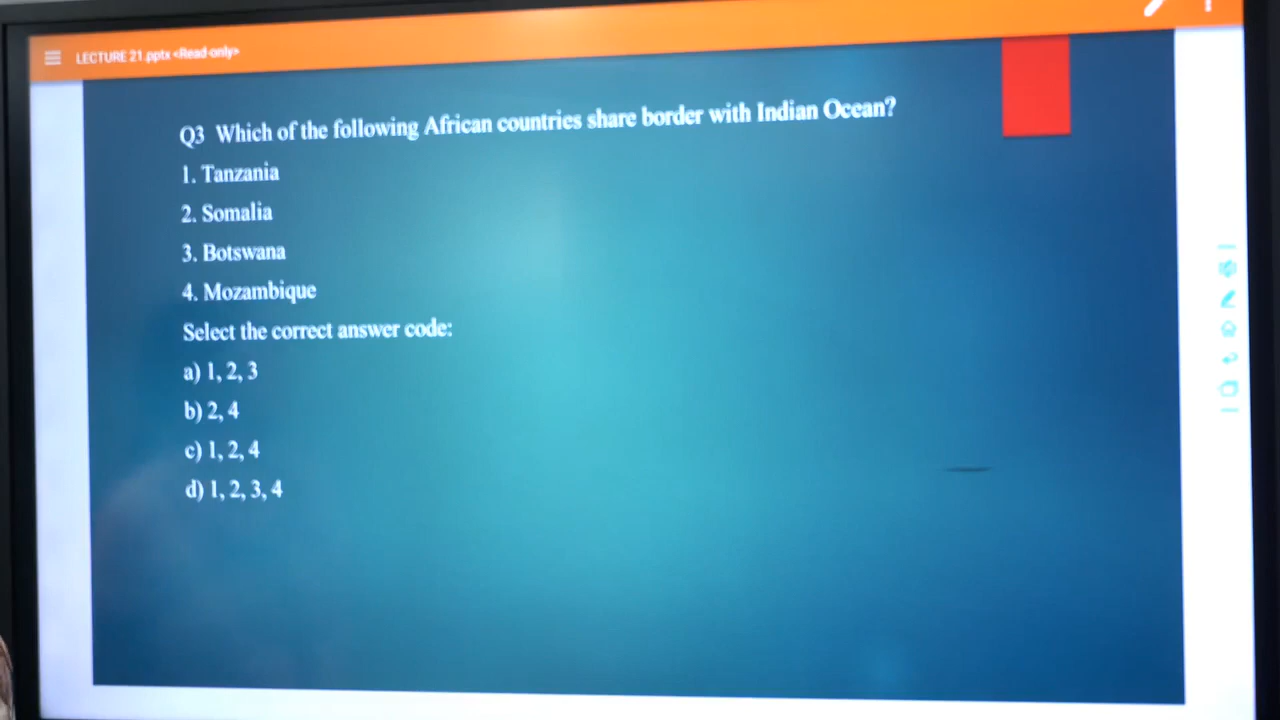 LECTURE 21.pptx <Read-only>
Q3 Which of the following African countries share border with Indian Ocean?
1. Tanzania
2. Somalia
3. Botswana
4. Mozambique
Select the correct answer code:
a) 1, 2, 3
b) 2, 4
c) 1, 2, 4
d) 1, 2, 3, 4